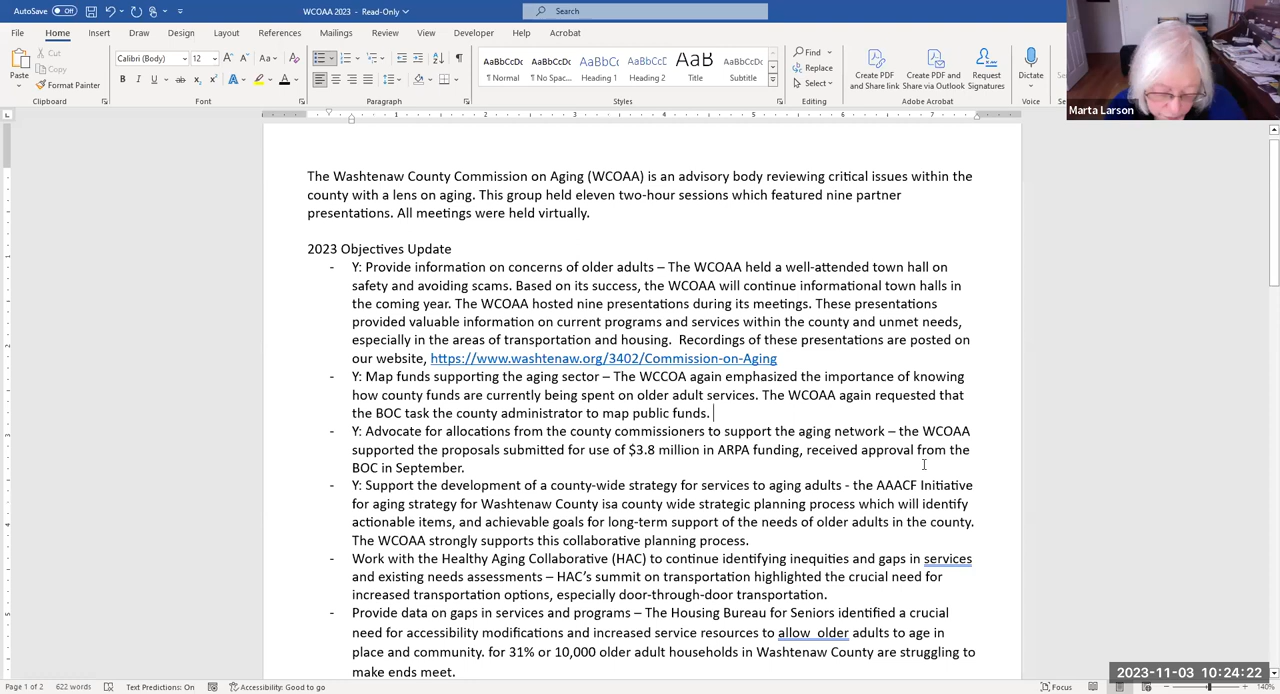 AutoSave Off WCOAA 2023 - Read-Only Search
File Home Insert Draw Design Layout References Mailings Review View Developer Help Acrobat
Paste Cut Copy Format Painter Clipboard
Calibri (Body) 12 Font
Paragraph
AaBbCcDc AaBbCcDc AaBbCc AaBbCcC AaB AaBbCcDc
¶ Normal ¶ No Spac... Heading 1 Heading 2 Title Subtitle
Styles
Find Replace Select Editing
Create PDF and Share link Create PDF and Share via Outlook Request Signatures Adobe Acrobat
Dictate Voice
Marta Larson
The Washtenaw County Commission on Aging (WCOAA) is an advisory body reviewing critical issues within the
county with a lens on aging. This group held eleven two-hour sessions which featured nine partner
presentations. All meetings were held virtually.
2023 Objectives Update
- Y: Provide information on concerns of older adults – The WCOAA held a well-attended town hall on
safety and avoiding scams. Based on its success, the WCOAA will continue informational town halls in
the coming year. The WCOAA hosted nine presentations during its meetings. These presentations
provided valuable information on current programs and services within the county and unmet needs,
especially in the areas of transportation and housing. Recordings of these presentations are posted on
our website, https://www.washtenaw.org/3402/Commission-on-Aging
- Y: Map funds supporting the aging sector – The WCCOA again emphasized the importance of knowing
how county funds are currently being spent on older adult services. The WCOAA again requested that
the BOC task the county administrator to map public funds.
- Y: Advocate for allocations from the county commissioners to support the aging network – the WCOAA
supported the proposals submitted for use of $3.8 million in ARPA funding, received approval from the
BOC in September.
- Y: Support the development of a county-wide strategy for services to aging adults - the AAACF Initiative
for aging strategy for Washtenaw County isa county wide strategic planning process which will identify
actionable items, and achievable goals for long-term support of the needs of older adults in the county.
The WCOAA strongly supports this collaborative planning process.
- Work with the Healthy Aging Collaborative (HAC) to continue identifying inequities and gaps in services
and existing needs assessments – HAC's summit on transportation highlighted the crucial need for
increased transportation options, especially door-through-door transportation.
- Provide data on gaps in services and programs – The Housing Bureau for Seniors identified a crucial
need for accessibility modifications and increased service resources to allow older adults to age in
place and community. for 31% or 10,000 older adult households in Washtenaw County are struggling to
make ends meet.
2023-11-03 10:24:22
Page 1 of 2 622 words Text Predictions: On Accessibility: Good to go Focus 140%